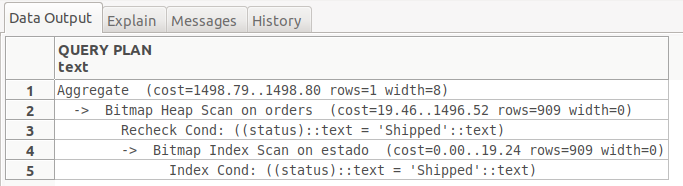 Data Output Explain Messages History
QUERY PLAN
text
1 Aggregate (cost=1498.79..1498.80 rows=1 width=8)
2 -> Bitmap Heap Scan on orders (cost=19.46..1496.52 rows=909 width=0)
3 Recheck Cond: ((status)::text = 'Shipped'::text)
4 -> Bitmap Index Scan on estado (cost=0.00..19.24 rows=909 width=0)
5 Index Cond: ((status)::text = 'Shipped'::text)